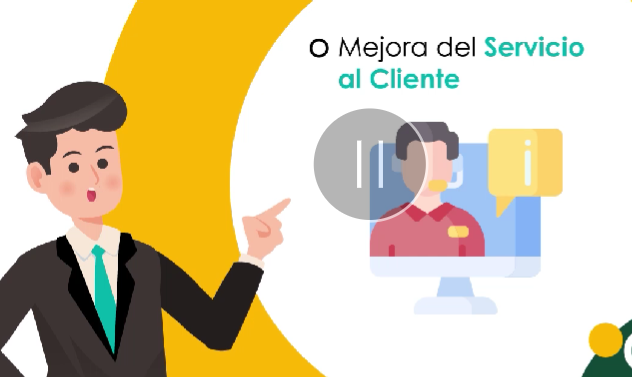 O Mejora del Servicio
al Cliente
i